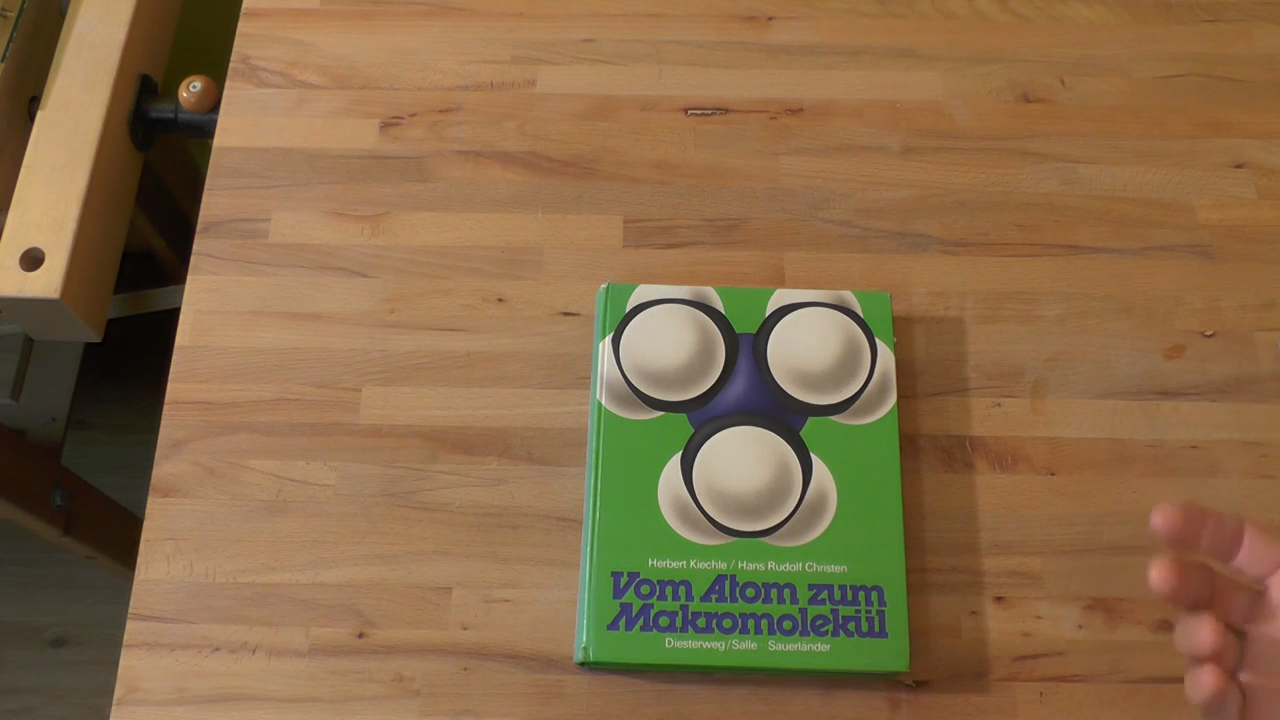 Herbert Kiechle / Hans Rudolf Christen
Vom Atom zum
Makromolekül
Diesterweg/Salle Sauerländer